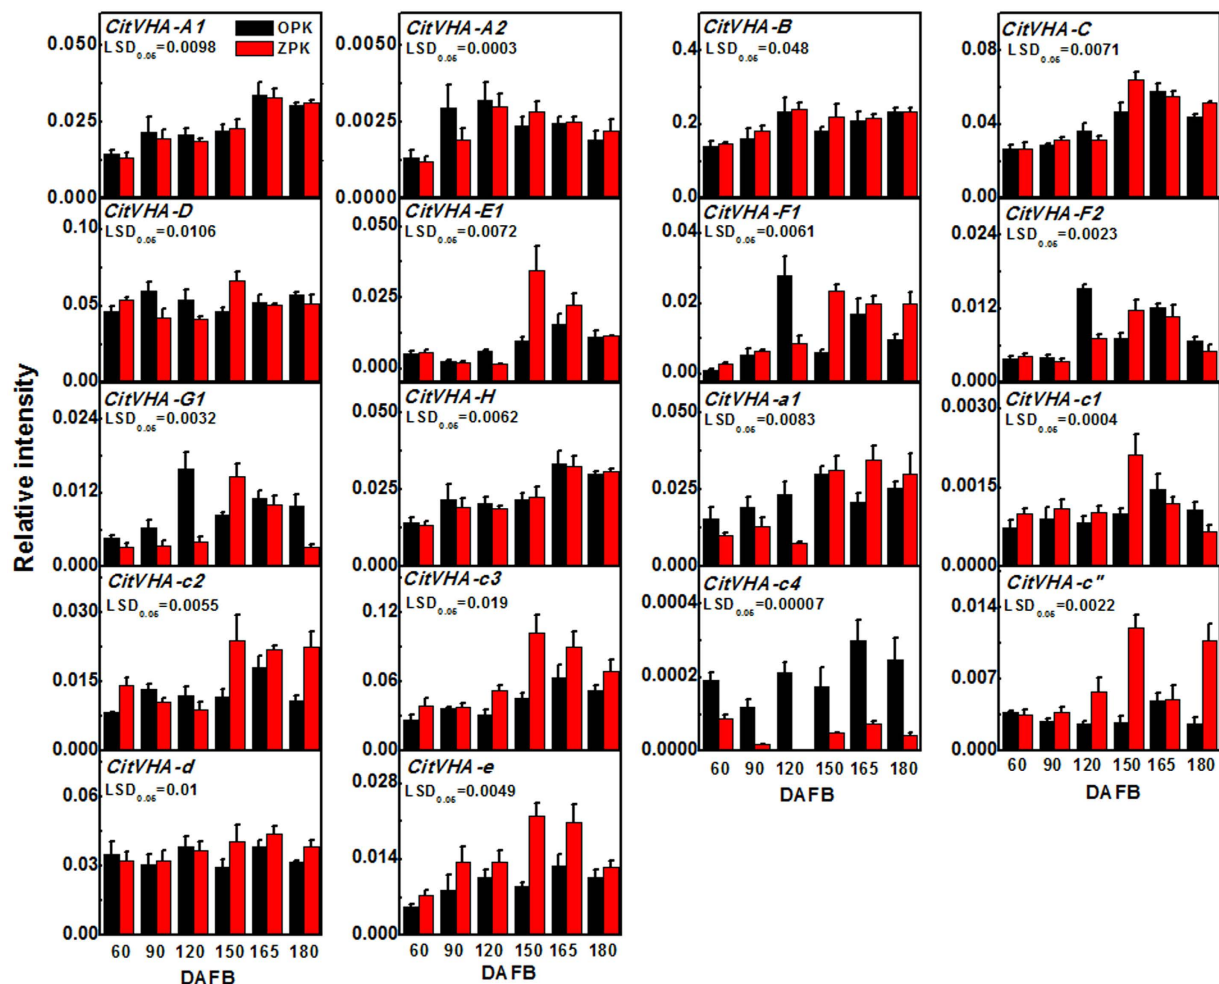 CitVHA-A1
LSD0.05=0.0098
OPK
ZPK
0.050
0.025
0.000
CitVHA-A2
LSD0.05=0.0003
0.0050
0.0025
0.0000
CitVHA-B
LSD0.05=0.048
0.4
0.2
0.0
CitVHA-C
LSD0.05=0.0071
0.08
0.04
0.00
CitVHA-D
LSD0.05=0.0106
0.10
0.05
0.00
CitVHA-E1
LSD0.05=0.0072
0.050
0.025
0.000
CitVHA-F1
LSD0.05=0.0061
0.04
0.02
0.00
CitVHA-F2
LSD0.05=0.0023
0.024
0.012
0.000
Relative intensity
CitVHA-G1
LSD0.05=0.0032
0.024
0.012
0.000
CitVHA-H
LSD0.05=0.0062
0.050
0.025
0.000
CitVHA-a1
LSD0.05=0.0083
0.050
0.025
0.000
CitVHA-c1
LSD0.05=0.0004
0.0030
0.0015
0.0000
CitVHA-c2
LSD0.05=0.0055
0.030
0.015
0.000
CitVHA-c3
LSD0.05=0.019
0.12
0.06
0.00
CitVHA-c4
LSD0.05=0.00007
0.0004
0.0002
0.0000
60 90 120 150 165 180
DAFB
CitVHA-c"
LSD0.05=0.0022
0.014
0.007
0.000
60 90 120 150 165 180
DAFB
CitVHA-d
LSD0.05=0.01
0.06
0.03
0.00
60 90 120 150 165 180
DAFB
CitVHA-e
LSD0.05=0.0049
0.028
0.014
0.000
60 90 120 150 165 180
DAFB